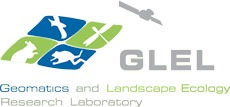 GLEL
Geomatics and Landscape Ecology
Research Laboratory